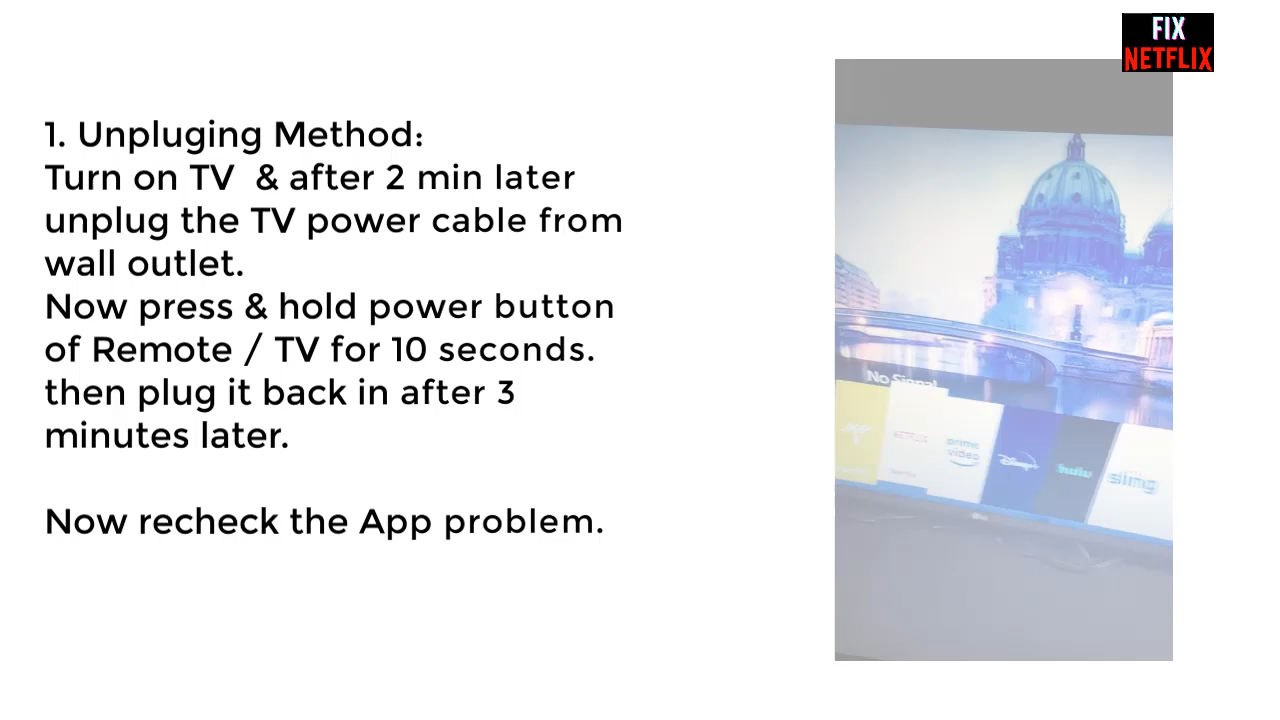 FIX
NETFLIX
1. Unpluging Method:
Turn on TV & after 2 min later
unplug the TV power cable from
wall outlet.
Now press & hold power button
of Remote / TV for 10 seconds.
then plug it back in after 3
minutes later.
Now recheck the App problem.
No Signal
NETFLIX
prime
video
Disney+
hulu
sling